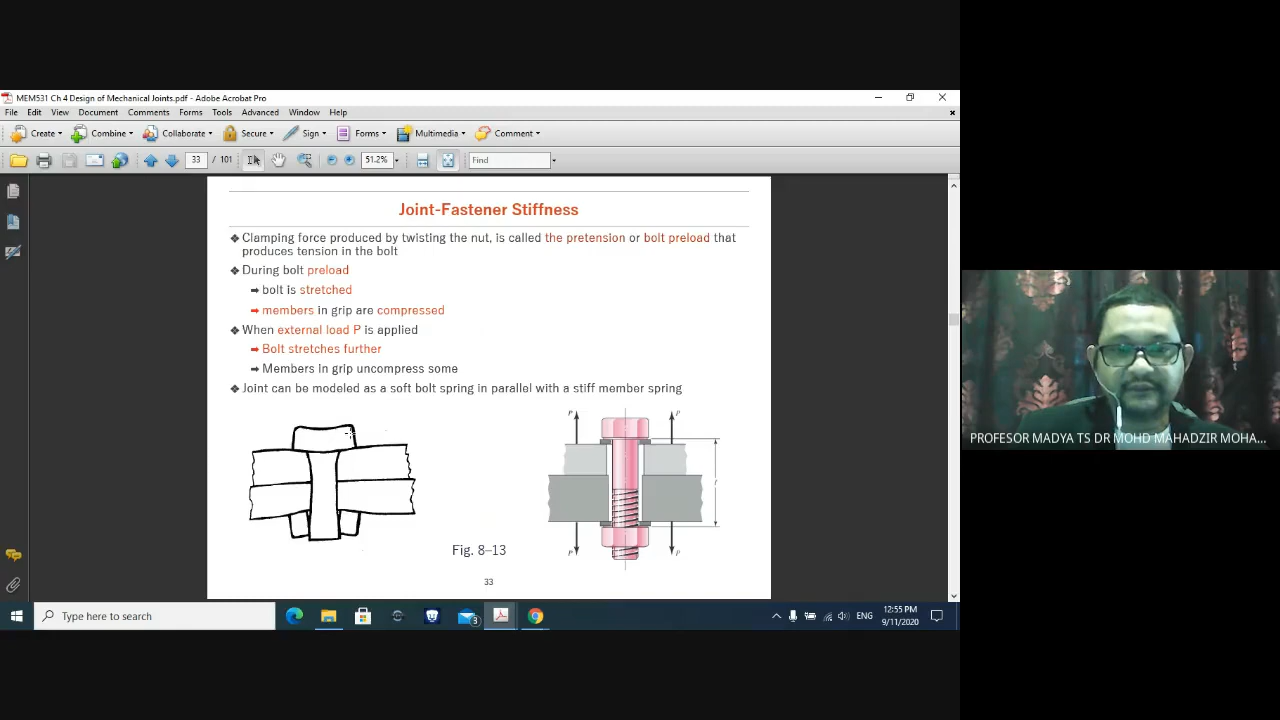 MEM531 Ch 4 Design of Mechanical Joints.pdf - Adobe Acrobat Pro
File Edit View Document Comments Forms Tools Advanced Window Help
Create Combine Collaborate Secure Sign Forms Multimedia Comment
33 / 101 51.2% Find
Joint-Fastener Stiffness
❖ Clamping force produced by twisting the nut, is called the pretension or bolt preload that
produces tension in the bolt
❖ During bolt preload
➡ bolt is stretched
➡ members in grip are compressed
❖ When external load P is applied
➡ Bolt stretches further
➡ Members in grip uncompress some
❖ Joint can be modeled as a soft bolt spring in parallel with a stiff member spring
P P
l
P P
Fig. 8–13
33
PROFESOR MADYA TS DR MOHD MAHADZIR MOHA...
Type here to search
3
ENG
12:55 PM
9/11/2020